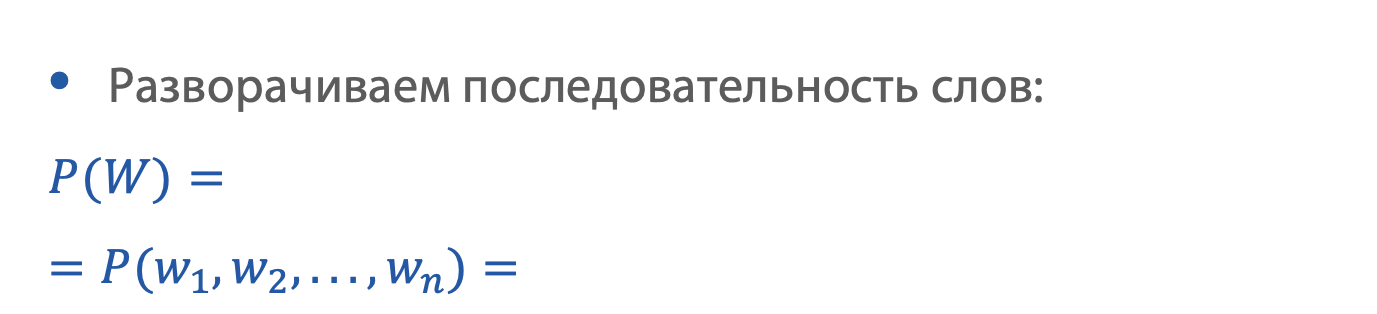 • Разворачиваем последовательность слов:
P(W) =
= P(w₁, w₂, . . . , wₙ) =